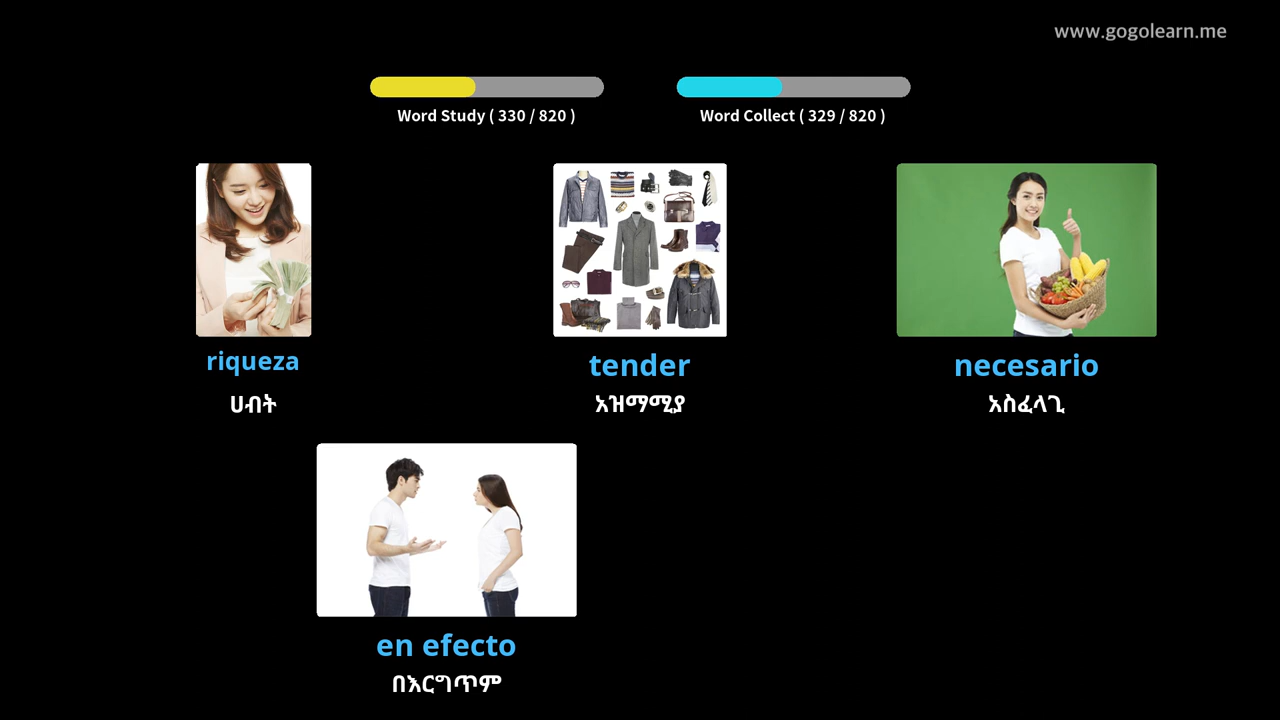 www.gogolearn.me
Word Study ( 330 / 820 )
Word Collect ( 329 / 820 )
riqueza
ሀብት
tender
አዝማሚያ
necesario
አስፈላጊ
en efecto
በእርግጥም